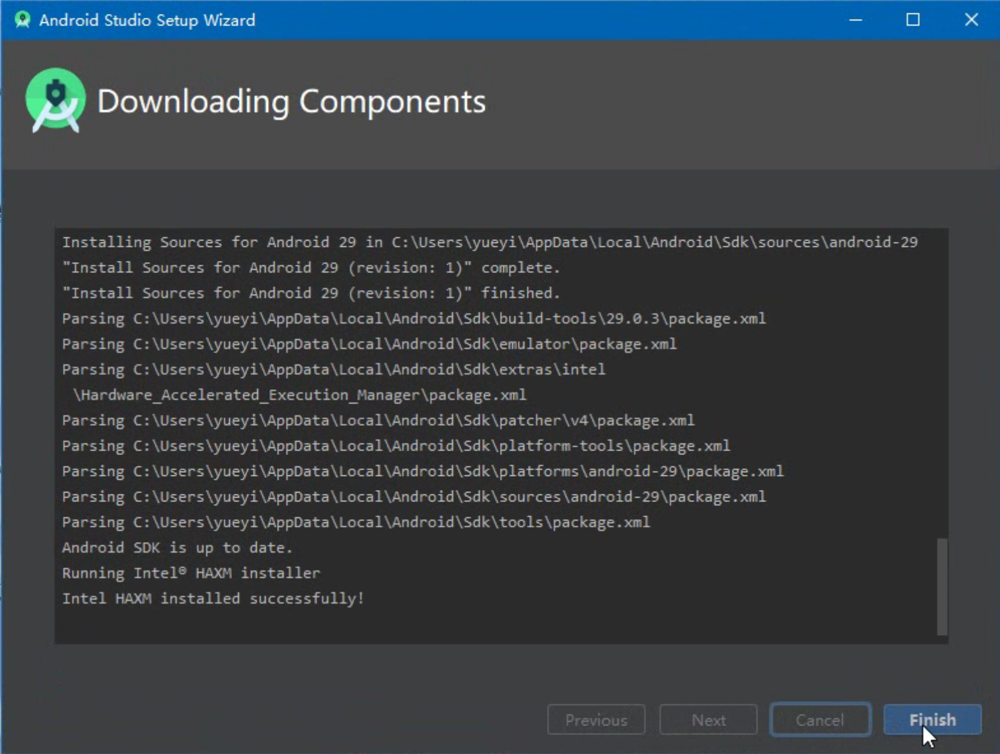 Android Studio Setup Wizard
Downloading Components
Installing Sources for Android 29 in C:\Users\yueyi\AppData\Local\Android\Sdk\sources\android-29
"Install Sources for Android 29 (revision: 1)" complete.
"Install Sources for Android 29 (revision: 1)" finished.
Parsing C:\Users\yueyi\AppData\Local\Android\Sdk\build-tools\29.0.3\package.xml
Parsing C:\Users\yueyi\AppData\Local\Android\Sdk\emulator\package.xml
Parsing C:\Users\yueyi\AppData\Local\Android\Sdk\extras\intel
\Hardware_Accelerated_Execution_Manager\package.xml
Parsing C:\Users\yueyi\AppData\Local\Android\Sdk\patcher\v4\package.xml
Parsing C:\Users\yueyi\AppData\Local\Android\Sdk\platform-tools\package.xml
Parsing C:\Users\yueyi\AppData\Local\Android\Sdk\platforms\android-29\package.xml
Parsing C:\Users\yueyi\AppData\Local\Android\Sdk\sources\android-29\package.xml
Parsing C:\Users\yueyi\AppData\Local\Android\Sdk\tools\package.xml
Android SDK is up to date.
Running Intel® HAXM installer
Intel HAXM installed successfully!
Previous Next Cancel Finish